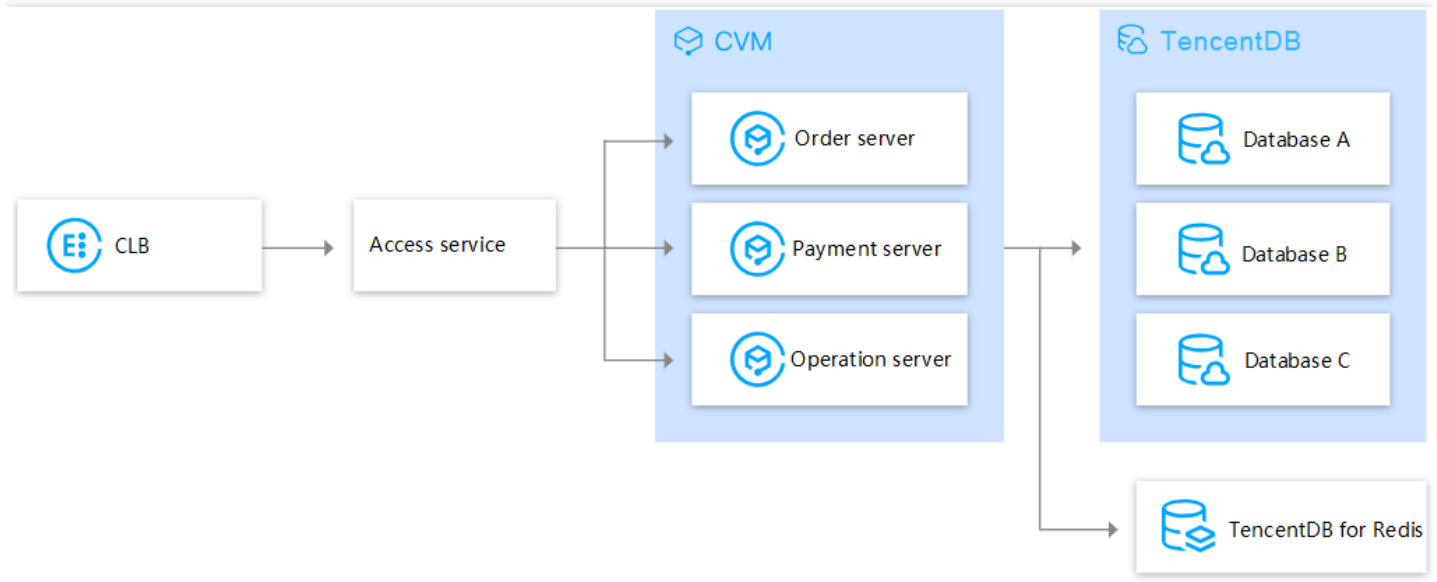 CLB
Access service
CVM
Order server
Payment server
Operation server
TencentDB
Database A
Database B
Database C
TencentDB for Redis